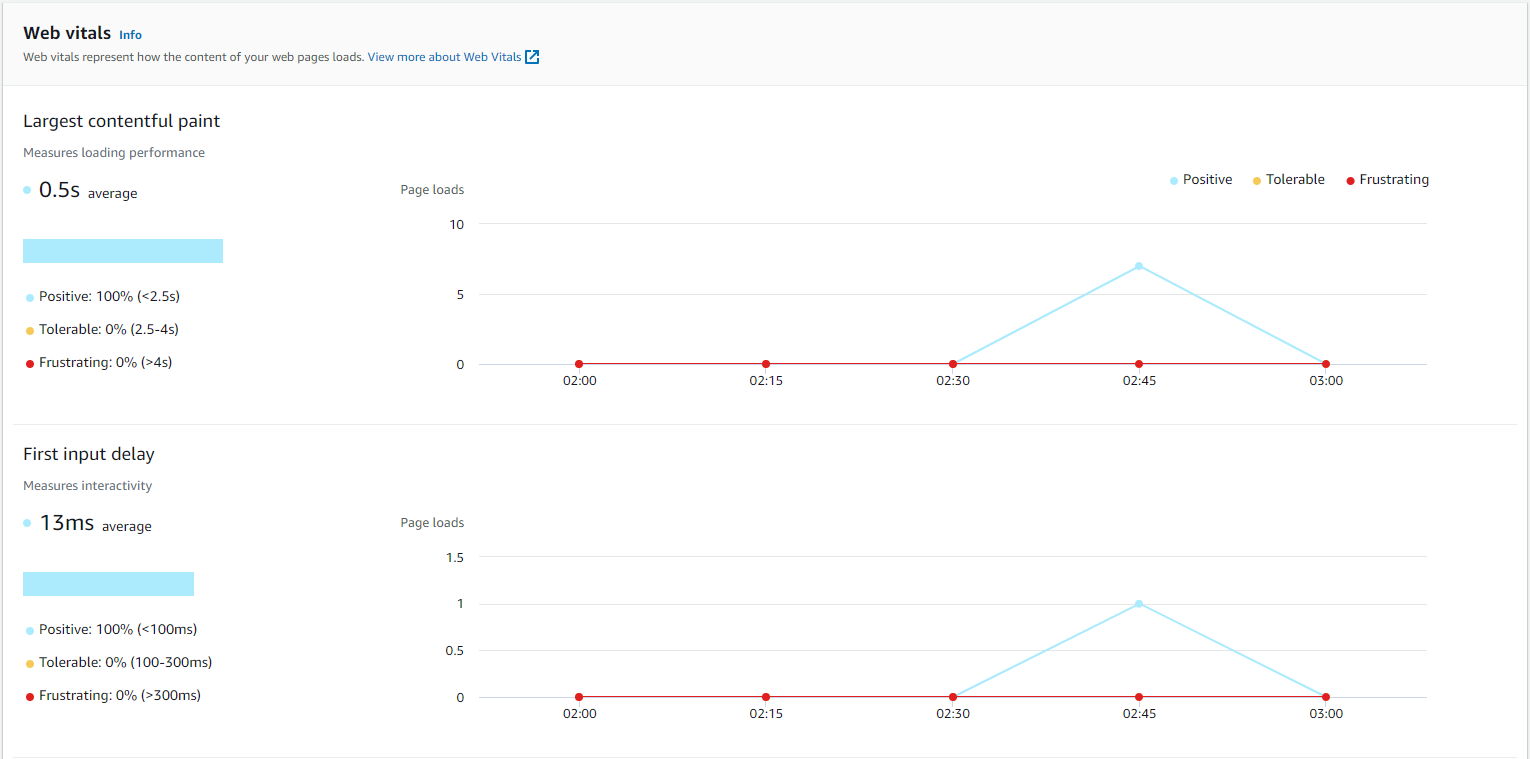 Web vitals Info
Web vitals represent how the content of your web pages loads. View more about Web Vitals
Largest contentful paint
Measures loading performance
0.5s average
Positive: 100% (<2.5s)
Tolerable: 0% (2.5-4s)
Frustrating: 0% (>4s)
Page loads
Positive Tolerable Frustrating
10
5
0
02:00 02:15 02:30 02:45 03:00
First input delay
Measures interactivity
13ms average
Positive: 100% (<100ms)
Tolerable: 0% (100-300ms)
Frustrating: 0% (>300ms)
Page loads
1.5
1
0.5
0
02:00 02:15 02:30 02:45 03:00